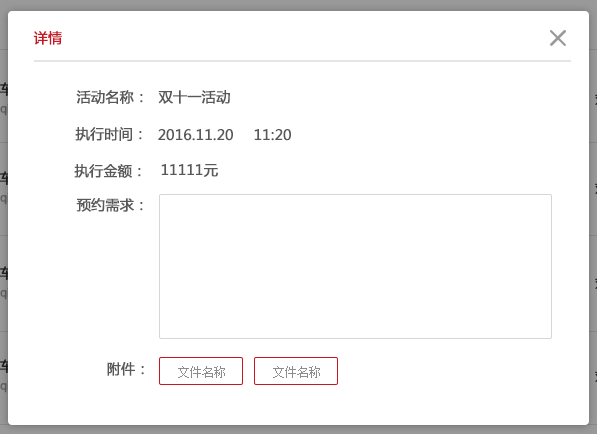 详情
活动名称： 双十一活动
执行时间： 2016.11.20 11:20
执行金额： 11111元
预约需求：
附件： 文件名称 文件名称